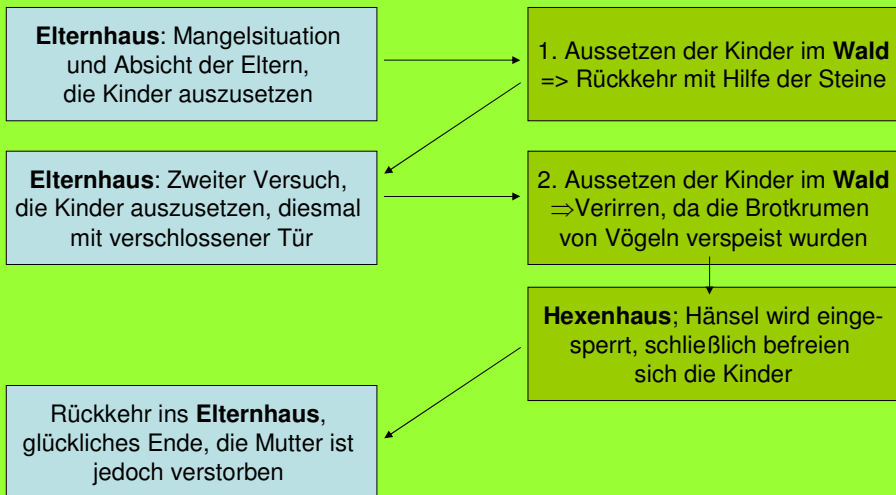 Elternhaus: Mangelsituation
und Absicht der Eltern,
die Kinder auszusetzen
1. Aussetzen der Kinder im Wald
=> Rückkehr mit Hilfe der Steine
Elternhaus: Zweiter Versuch,
die Kinder auszusetzen, diesmal
mit verschlossener Tür
2. Aussetzen der Kinder im Wald
⇒Verirren, da die Brotkrumen
von Vögeln verspeist wurden
Hexenhaus; Hänsel wird einge-
sperrt, schließlich befreien
sich die Kinder
Rückkehr ins Elternhaus,
glückliches Ende, die Mutter ist
jedoch verstorben